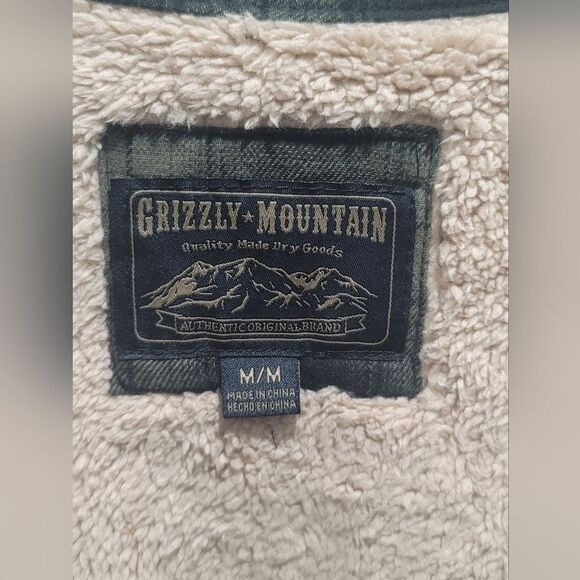 GRIZZLY★MOUNTAIN
Quality Made Dry Goods
AUTHENTIC ORIGINAL BRAND
M/M
MADE IN CHINA
HECHO EN CHINA